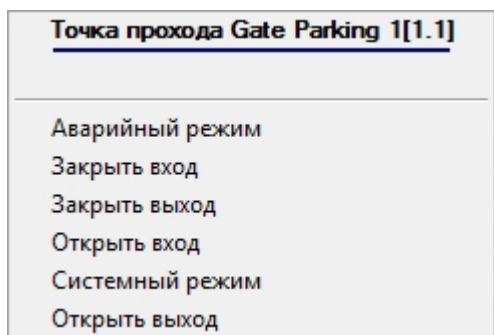 Точка прохода Gate Parking 1[1.1]
Аварийный режим
Закрыть вход
Закрыть выход
Открыть вход
Системный режим
Открыть выход